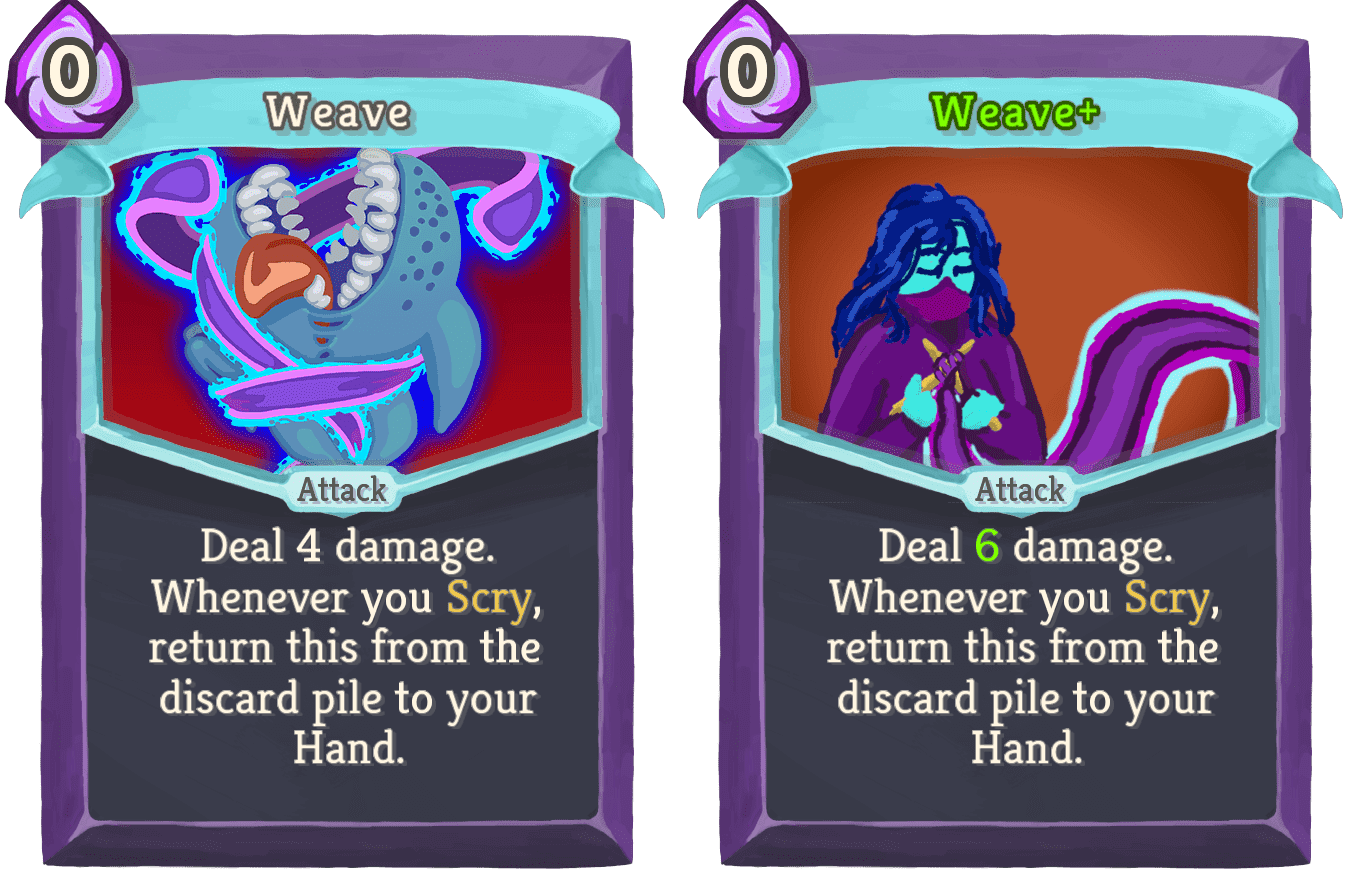 0
Weave
Attack
Deal 4 damage.
Whenever you Scry,
return this from the
discard pile to your
Hand.
0
Weave+
Attack
Deal 6 damage.
Whenever you Scry,
return this from the
discard pile to your
Hand.